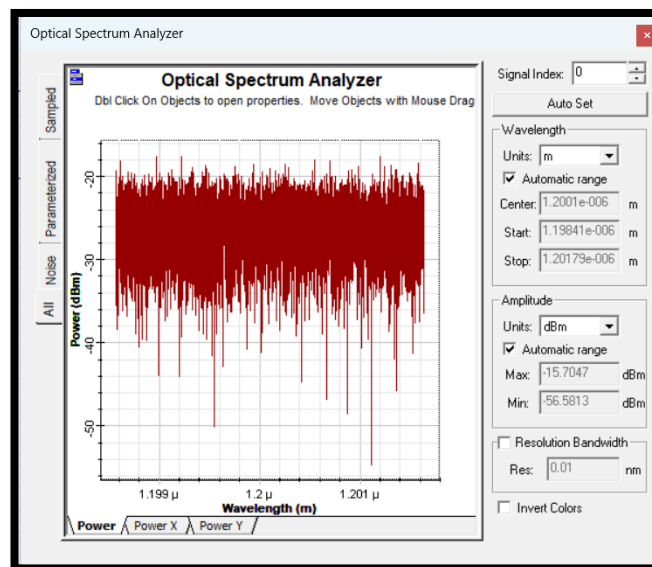 Optical Spectrum Analyzer
×
Optical Spectrum Analyzer
Dbl Click On Objects to open properties. Move Objects with Mouse Drag
Sampled
Parameterized
Noise
All
Power (dBm)
-20
-30
-40
-50
1.199 µ
1.2 µ
1.201 µ
Wavelength (m)
Power
Power X
Power Y
Signal Index: 0
Auto Set
Wavelength
Units: m
Automatic range
Center: 1.2001e-006 m
Start: 1.19841e-006 m
Stop: 1.20179e-006 m
Amplitude
Units: dBm
Automatic range
Max: -15.7047 dBm
Min: -56.5813 dBm
Resolution Bandwidth
Res: 0.01 nm
Invert Colors